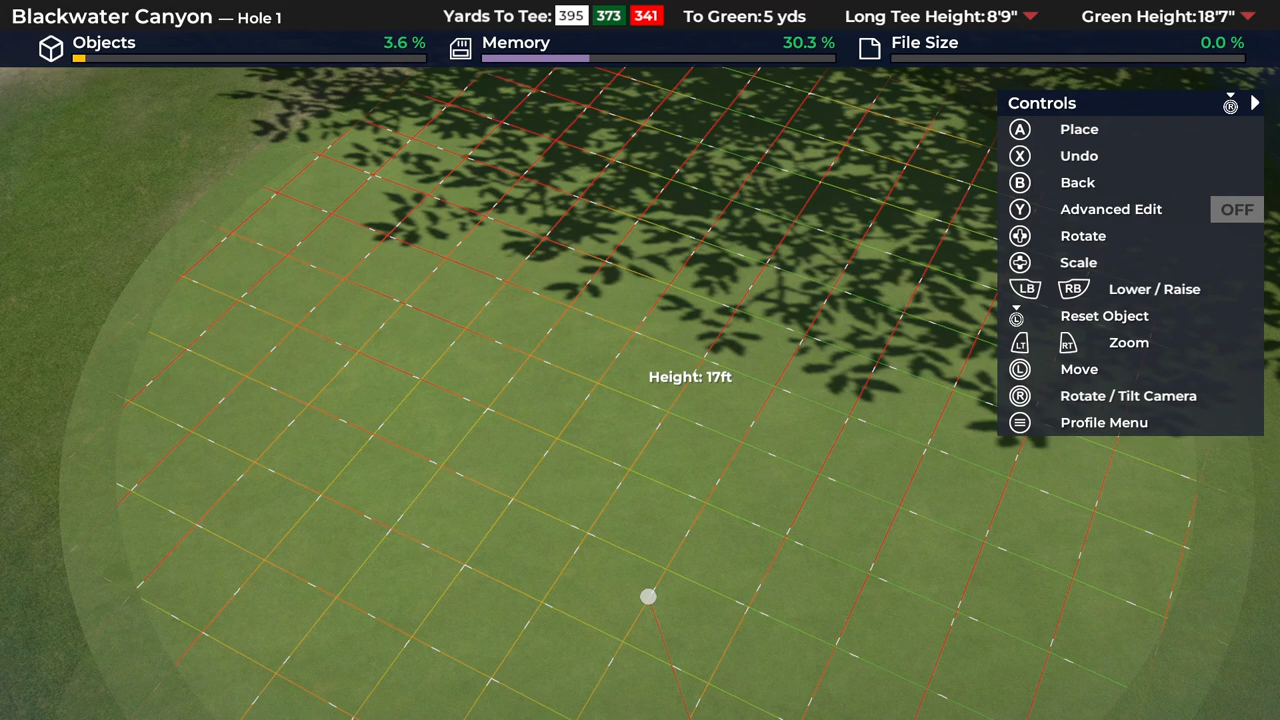 Blackwater Canyon — Hole 1
Yards To Tee: 395 373 341 To Green: 5 yds Long Tee Height: 8'9" Green Height: 18'7"
Objects 3.6 % Memory 30.3 % File Size 0.0 %
Controls R
A Place
X Undo
B Back
Y Advanced Edit OFF
Rotate
Scale
LB RB Lower / Raise
L Reset Object
LT RT Zoom
L Move
R Rotate / Tilt Camera
Profile Menu
Height: 17ft